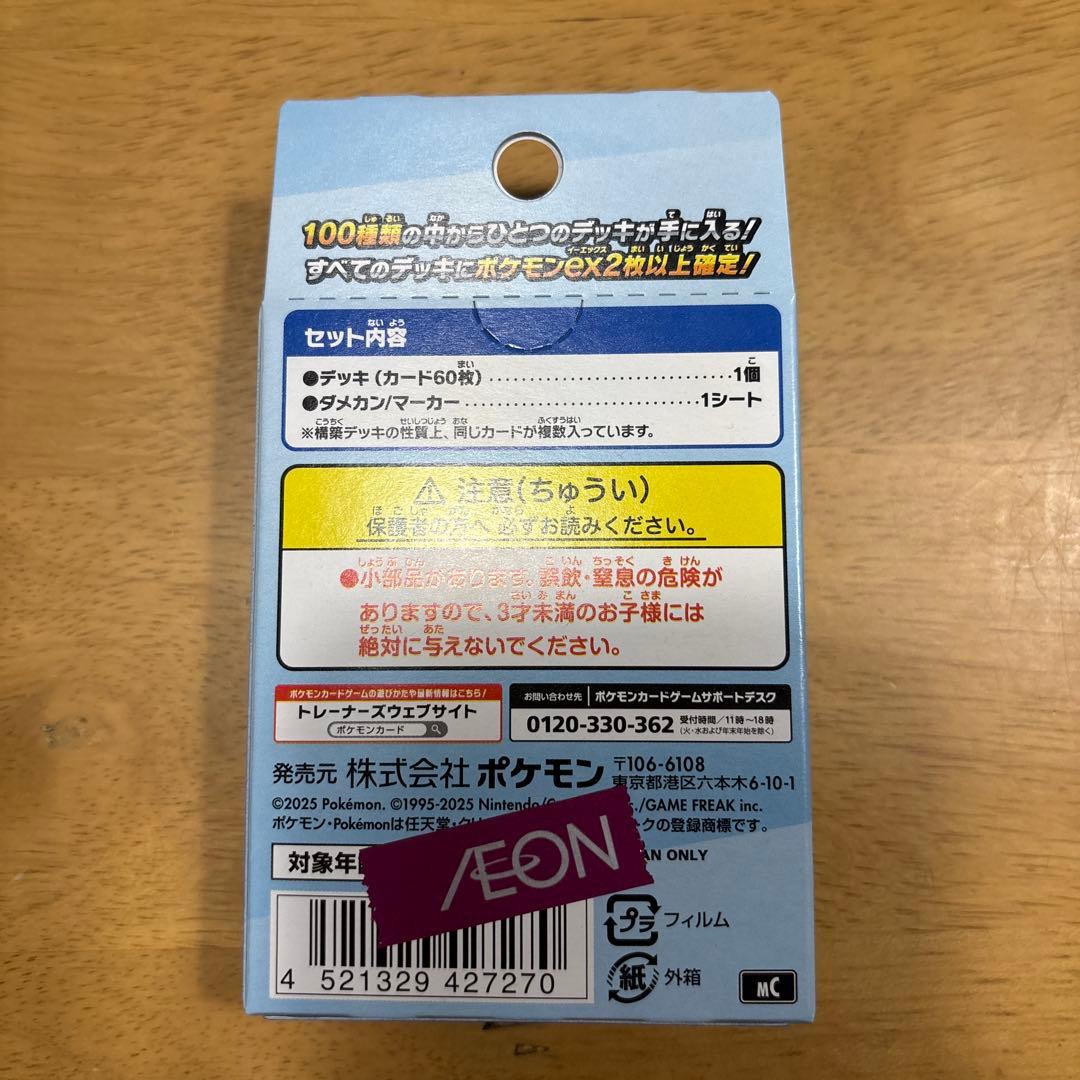 100種類の中からひとつのデッキが手に入る!
すべてのデッキにポケモンex2枚以上確定!
セット内容
●デッキ(カード60枚)..............................1個
●ダメカン/マーカー..............................1シート
※構築デッキの性質上、同じカードが複数入っています。
⚠ 注意(ちゅうい)
保護者の方へ 必ずお読みください。
●小部品があります。誤飲・窒息の危険が
ありますので、3才未満のお子様には
絶対に与えないでください。
ポケモンカードゲームの遊びかたや最新情報はこちら!
トレーナーズウェブサイト
ポケモンカード
お問い合わせ先 ポケモンカードゲームサポートデスク
0120-330-362 受付時間/11時~18時
(火・水および年末年始を除く)
発売元 株式会社 ポケモン 〒106-6108
東京都港区六本木6-10-1
©2025 Pokémon. ©1995-2025 Nintendo/ /GAME FREAK inc.
ポケモン・Pokémonは任天堂・ の登録商標です。
対象年 ONLY
ÆON
4 521329 427270
プラ フィルム
紙 外箱
MC